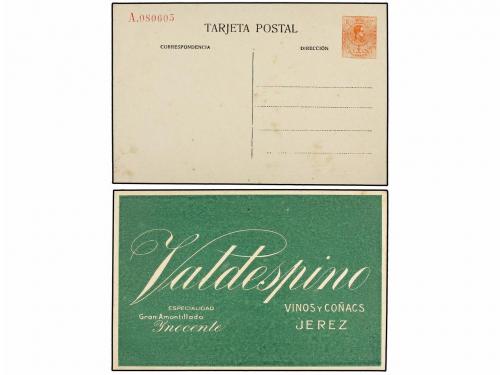 A.080605
TARJETA POSTAL
CORRESPONDENCIA
DIRECCIÓN
Valdespino
ESPECIALIDAD
Gran Amontillado
Inocente
VINOS Y COÑACS
JEREZ